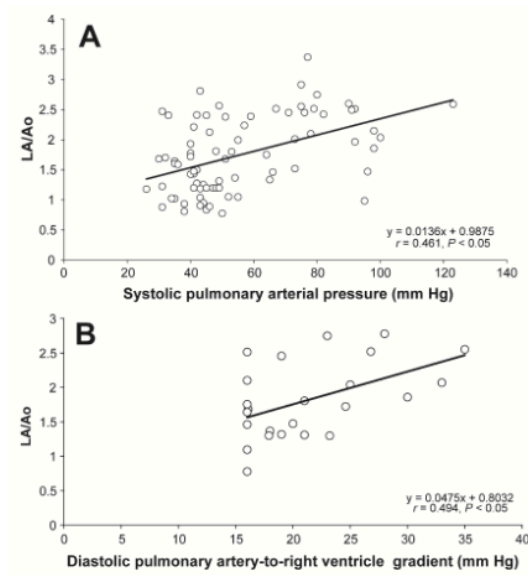 A
4
3.5
3
2.5
2
1.5
1
0.5
0
LA/Ao
y = 0.0136x + 0.9875
r = 0.461, P < 0.05
0 20 40 60 80 100 120 140
Systolic pulmonary arterial pressure (mm Hg)
B
3
2.5
2
1.5
1
0.5
0
LA/Ao
y = 0.0475x + 0.8032
r = 0.494, P < 0.05
0 5 10 15 20 25 30 35 40
Diastolic pulmonary artery-to-right ventricle gradient (mm Hg)